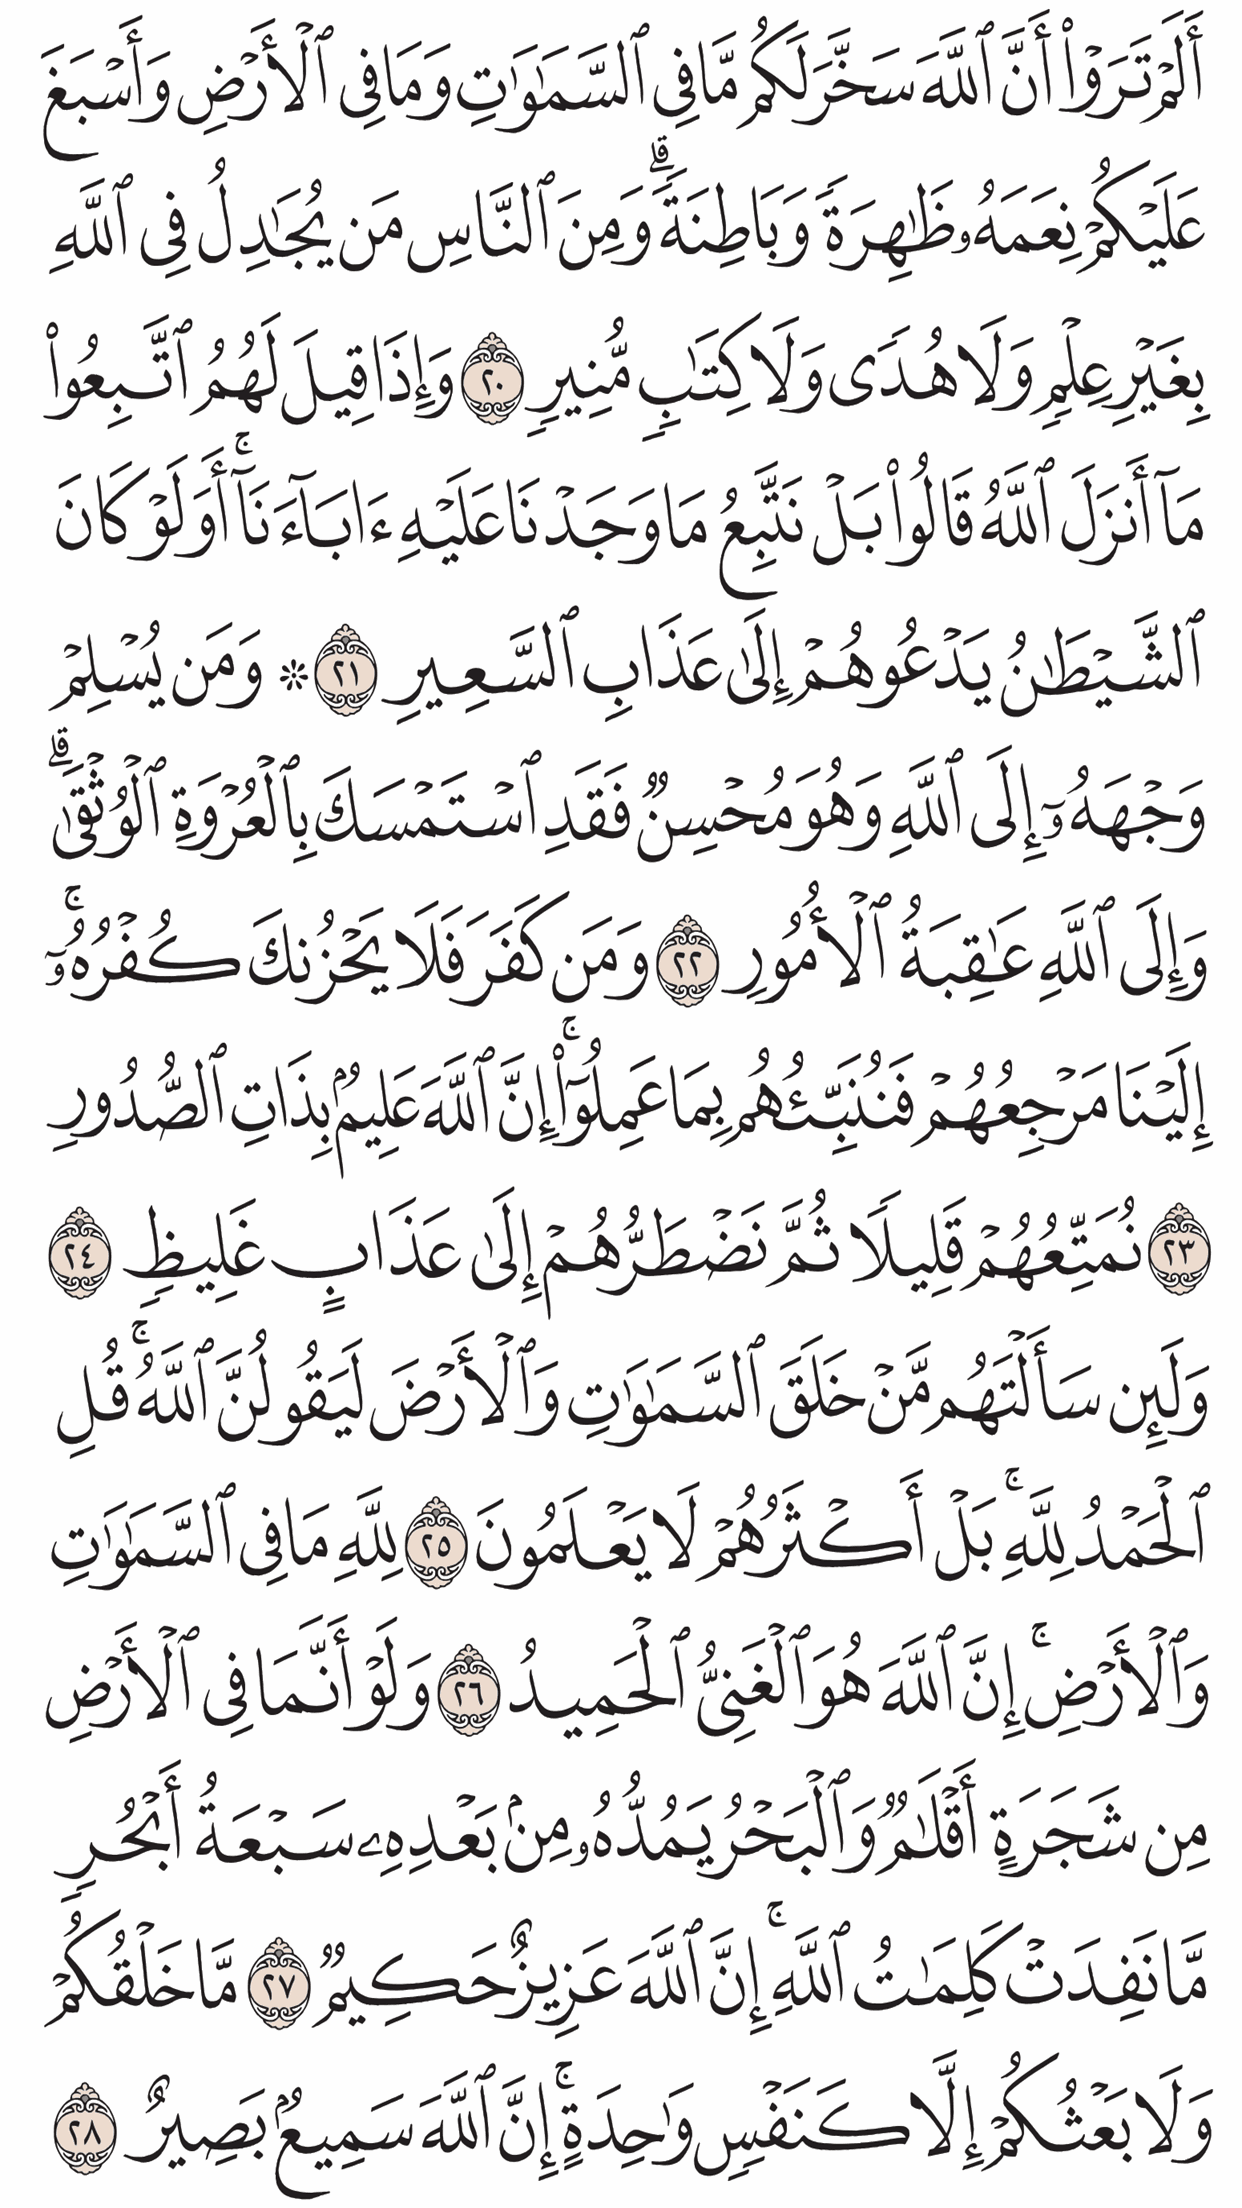 أَلَمْ تَرَوْا۟ أَنَّ ٱللَّهَ سَخَّرَ لَكُم مَّا فِى ٱلسَّمَٰوَٰتِ وَمَا فِى ٱلْأَرْضِ وَأَسْبَغَ
عَلَيْكُمْ نِعَمَهُۥ ظَٰهِرَةً وَبَاطِنَةً ۗ وَمِنَ ٱلنَّاسِ مَن يُجَٰدِلُ فِى ٱللَّهِ
بِغَيْرِ عِلْمٍ وَلَا هُدًى وَلَا كِتَٰبٍ مُّنِيرٍ ٢٠ وَإِذَا قِيلَ لَهُمُ ٱتَّبِعُوا۟
مَآ أَنزَلَ ٱللَّهُ قَالُوا۟ بَلْ نَتَّبِعُ مَا وَجَدْنَا عَلَيْهِ ءَابَآءَنَآ ۚ أَوَلَوْ كَانَ
ٱلشَّيْطَٰنُ يَدْعُوهُمْ إِلَىٰ عَذَابِ ٱلسَّعِيرِ ٢١ ۞ وَمَن يُسْلِمْ
وَجْهَهُۥٓ إِلَى ٱللَّهِ وَهُوَ مُحْسِنٌ فَقَدِ ٱسْتَمْسَكَ بِٱلْعُرْوَةِ ٱلْوُثْقَىٰ ۗ
وَإِلَى ٱللَّهِ عَٰقِبَةُ ٱلْأُمُورِ ٢٢ وَمَن كَفَرَ فَلَا يَحْزُنكَ كُفْرُهُۥٓ ۚ
إِلَيْنَا مَرْجِعُهُمْ فَنُنَبِّئُهُم بِمَا عَمِلُوٓا۟ ۚ إِنَّ ٱللَّهَ عَلِيمٌۢ بِذَاتِ ٱلصُّدُورِ
٢٣ نُمَتِّعُهُمْ قَلِيلًا ثُمَّ نَضْطَرُّهُمْ إِلَىٰ عَذَابٍ غَلِيظٍ ٢٤
وَلَئِن سَأَلْتَهُم مَّنْ خَلَقَ ٱلسَّمَٰوَٰتِ وَٱلْأَرْضَ لَيَقُولُنَّ ٱللَّهُ ۚ قُلِ
ٱلْحَمْدُ لِلَّهِ ۚ بَلْ أَكْثَرُهُمْ لَا يَعْلَمُونَ ٢٥ لِلَّهِ مَا فِى ٱلسَّمَٰوَٰتِ
وَٱلْأَرْضِ ۚ إِنَّ ٱللَّهَ هُوَ ٱلْغَنِىُّ ٱلْحَمِيدُ ٢٦ وَلَوْ أَنَّمَا فِى ٱلْأَرْضِ
مِن شَجَرَةٍ أَقْلَٰمٌ وَٱلْبَحْرُ يَمُدُّهُۥ مِنۢ بَعْدِهِۦ سَبْعَةُ أَبْحُرٍ
مَّا نَفِدَتْ كَلِمَٰتُ ٱللَّهِ ۚ إِنَّ ٱللَّهَ عَزِيزٌ حَكِيمٌ ٢٧ مَّا خَلْقُكُمْ
وَلَا بَعْثُكُمْ إِلَّا كَنَفْسٍ وَٰحِدَةٍ ۚ إِنَّ ٱللَّهَ سَمِيعٌۢ بَصِيرٌ ٢٨